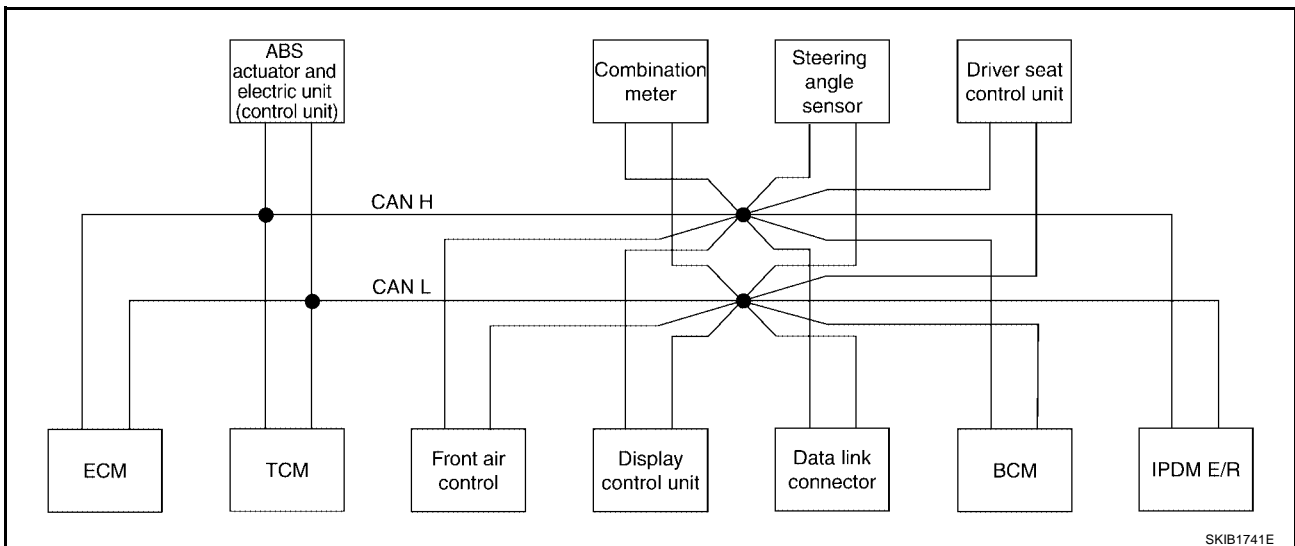 ABS
actuator and
electric unit
(control unit)
Combination
meter
Steering
angle
sensor
Driver seat
control unit
CAN H
CAN L
ECM
TCM
Front air
control
Display
control unit
Data link
connector
BCM
IPDM E/R
SKIB1741E